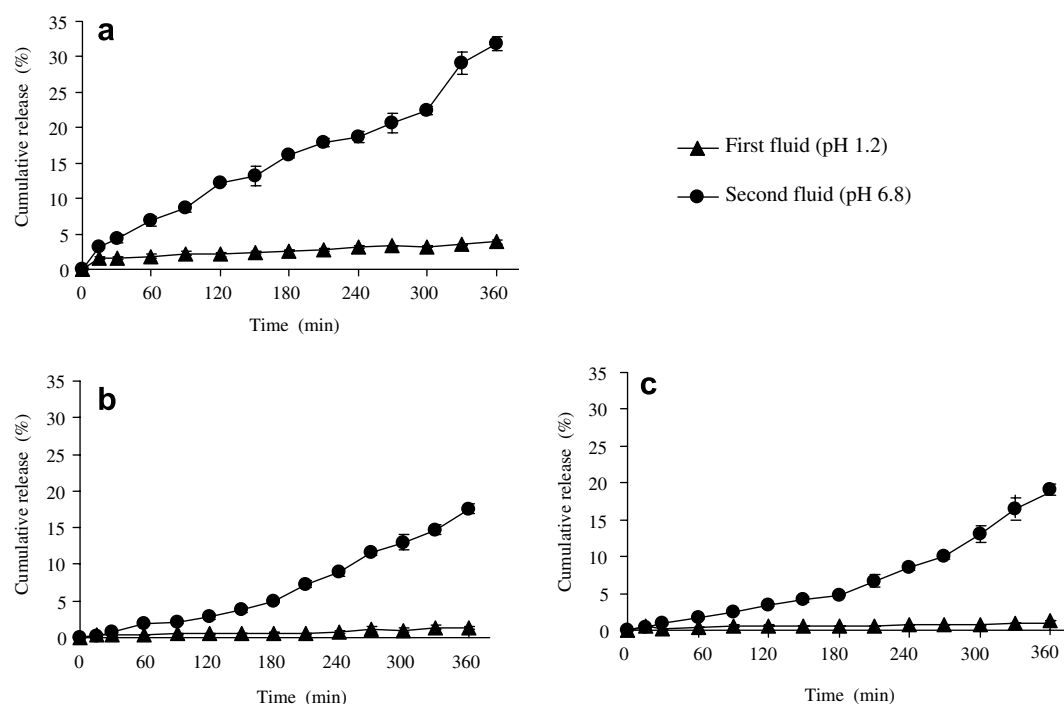 a
35
30
25
20
15
10
5
0
Cumulative release (%)
0 60 120 180 240 300 360
Time (min)
First fluid (pH 1.2)
Second fluid (pH 6.8)
b
35
30
25
20
15
10
5
0
Cumulative release (%)
0 60 120 180 240 300 360
Time (min)
c
35
30
25
20
15
10
5
0
Cumulative release (%)
0 60 120 180 240 300 360
Time (min)